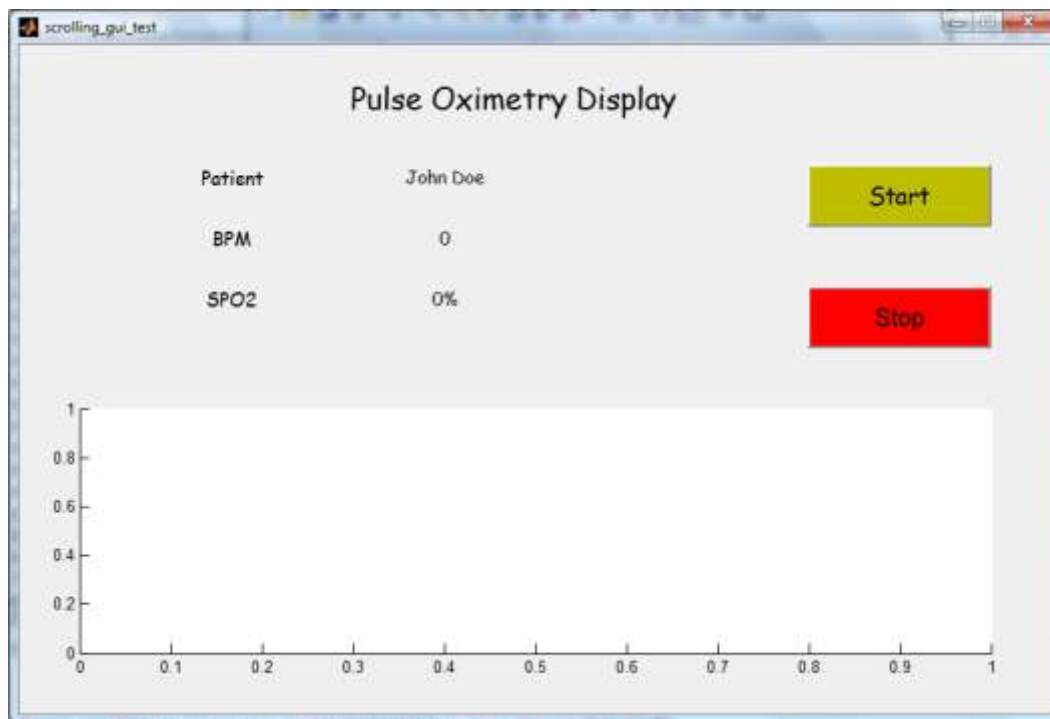 scrolling_gui_test
Pulse Oximetry Display
Patient John Doe
Start
BPM 0
SPO2 0%
Stop
1
0.8
0.6
0.4
0.2
0
0 0.1 0.2 0.3 0.4 0.5 0.6 0.7 0.8 0.9 1